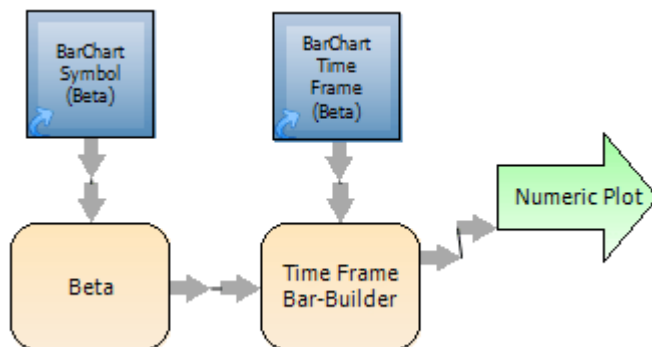 BarChart
Symbol
(Beta)
BarChart
Time
Frame
(Beta)
Numeric Plot
Beta
Time Frame
Bar-Builder